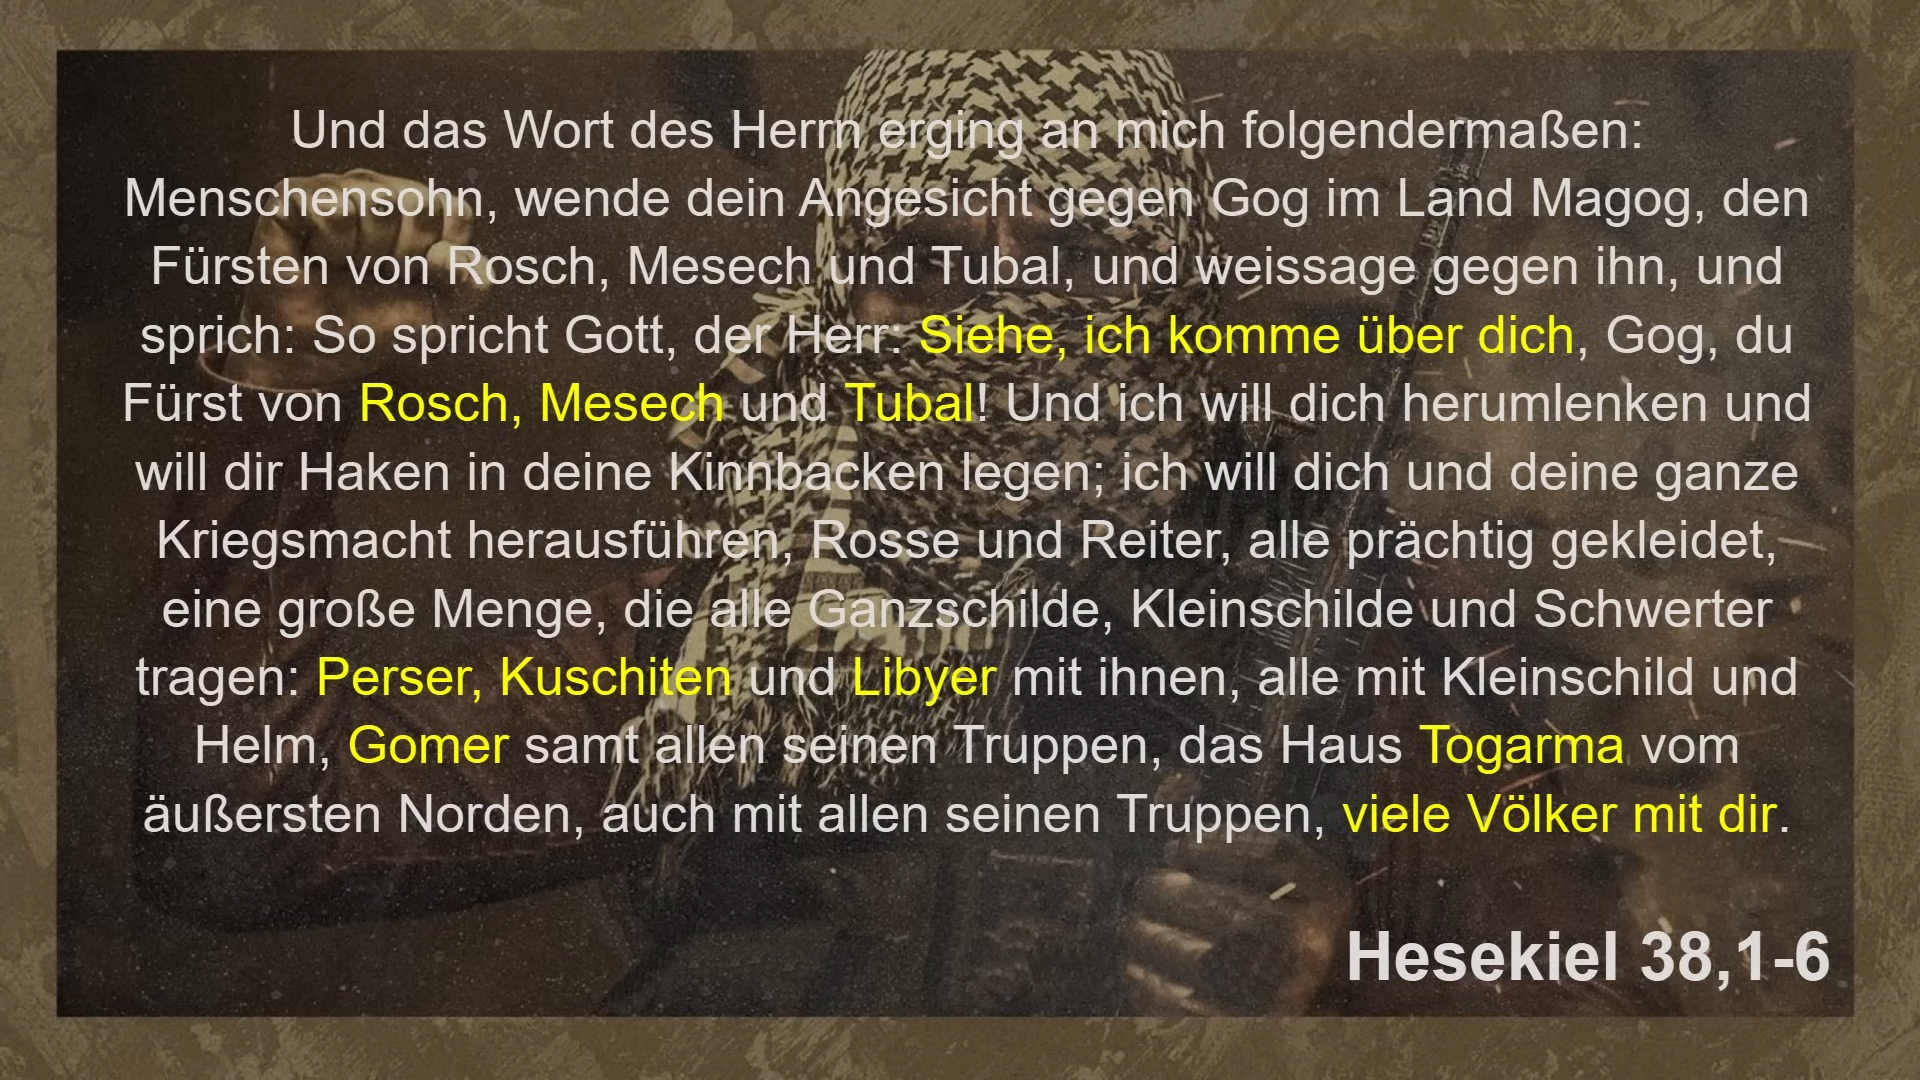 Und das Wort des Herrn erging an mich folgendermaßen:
Menschensohn, wende dein Angesicht gegen Gog im Land Magog, den
Fürsten von Rosch, Mesech und Tubal, und weissage gegen ihn, und
sprich: So spricht Gott, der Herr: Siehe, ich komme über dich, Gog, du
Fürst von Rosch, Mesech und Tubal! Und ich will dich herumlenken und
will dir Haken in deine Kinnbacken legen; ich will dich und deine ganze
Kriegsmacht herausführen, Rosse und Reiter, alle prächtig gekleidet,
eine große Menge, die alle Ganzschilde, Kleinschilde und Schwerter
tragen: Perser, Kuschiten und Libyer mit ihnen, alle mit Kleinschild und
Helm, Gomer samt allen seinen Truppen, das Haus Togarma vom
äußersten Norden, auch mit allen seinen Truppen, viele Völker mit dir.
Hesekiel 38,1-6